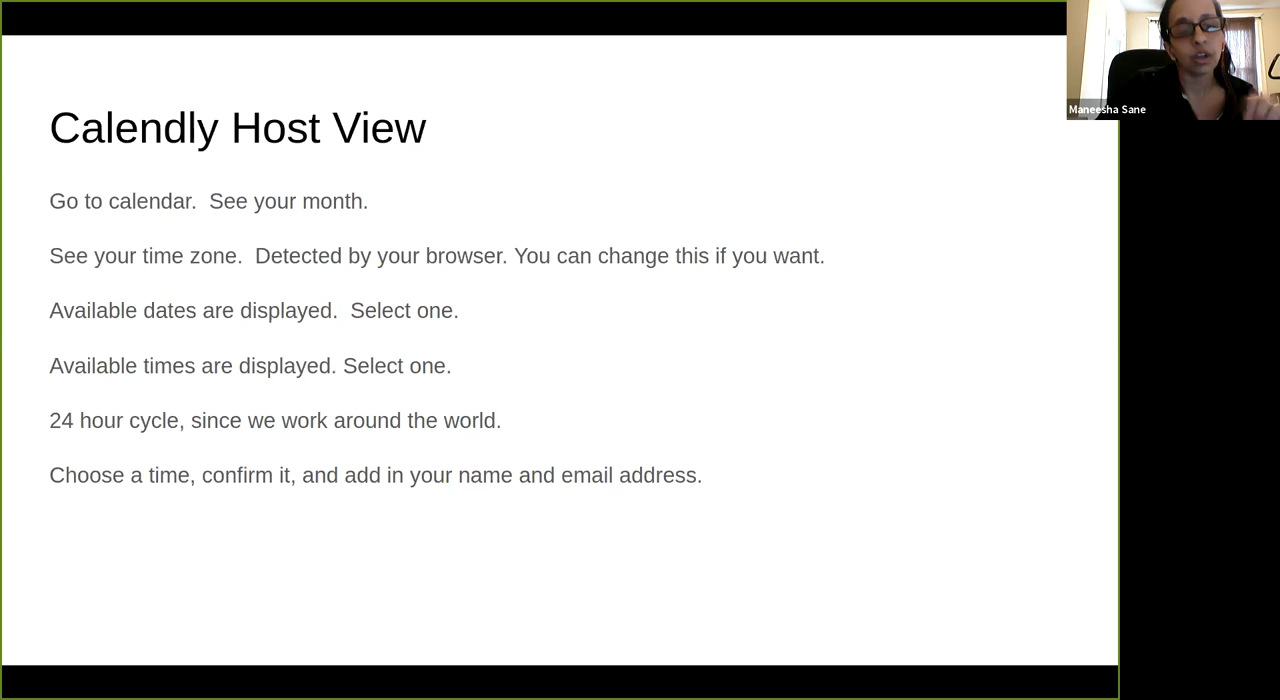 Calendly Host View
Go to calendar.  See your month.
See your time zone.  Detected by your browser. You can change this if you want.
Available dates are displayed.  Select one.
Available times are displayed. Select one.
24 hour cycle, since we work around the world.
Choose a time, confirm it, and add in your name and email address.
Maneesha Sane